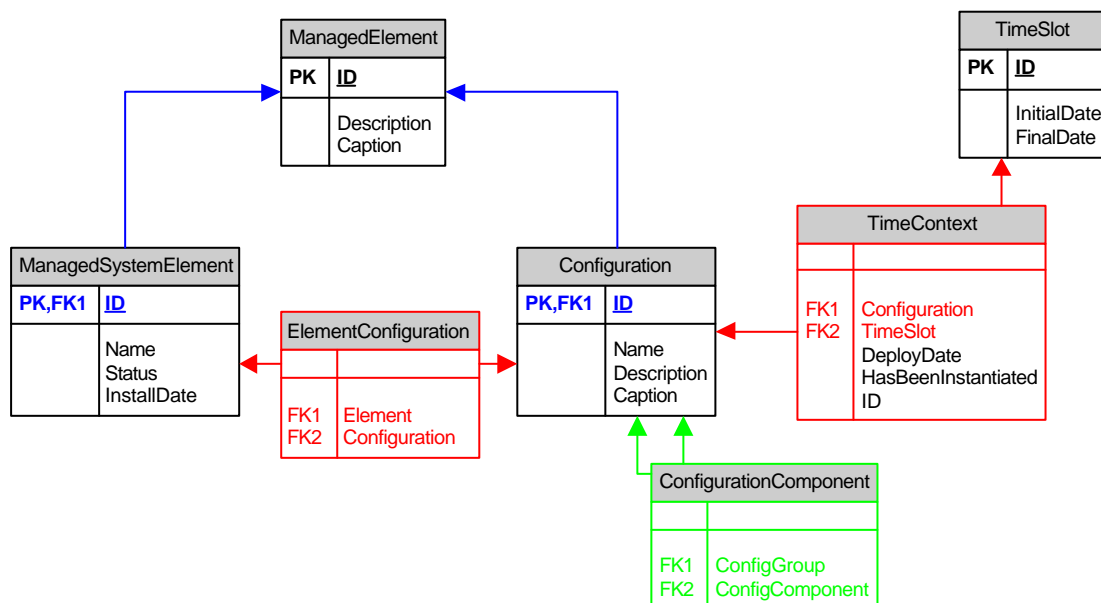 ManagedElement
PK ID
Description
Caption
TimeSlot
PK ID
InitialDate
FinalDate
ManagedSystemElement
PK,FK1 ID
Name
Status
InstallDate
ElementConfiguration
FK1 Element
FK2 Configuration
Configuration
PK,FK1 ID
Name
Description
Caption
TimeContext
FK1 Configuration
FK2 TimeSlot
DeployDate
HasBeenInstantiated
ID
ConfigurationComponent
FK1 ConfigGroup
FK2 ConfigComponent